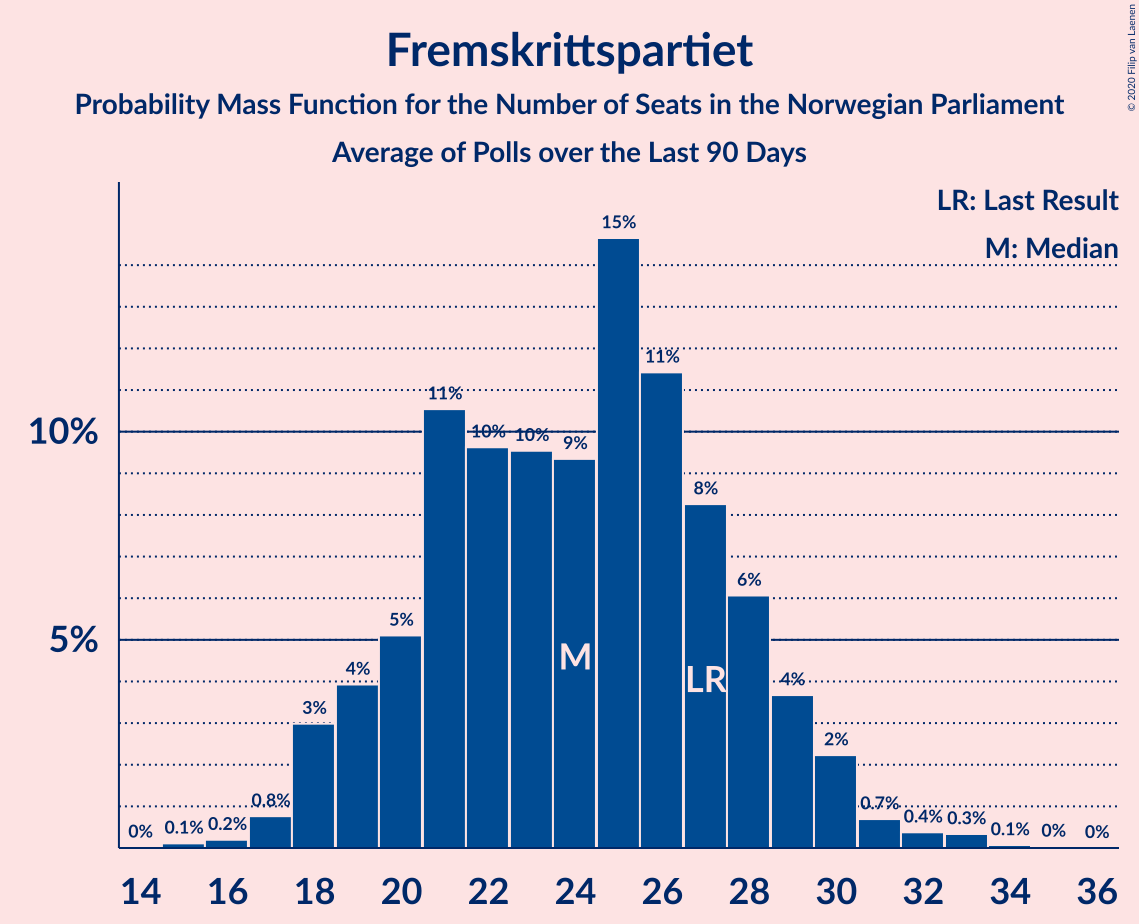 Fremskrittspartiet
Probability Mass Function for the Number of Seats in the Norwegian Parliament
Average of Polls over the Last 90 Days
© 2020 Filip van Laenen
LR: Last Result
M: Median
10%
5%
0% 0.1% 0.2% 0.8% 3% 4% 5% 11% 10% 10% 9% 15% 11% 8% 6% 4% 2% 0.7% 0.4% 0.3% 0.1% 0% 0%
M LR
14 16 18 20 22 24 26 28 30 32 34 36